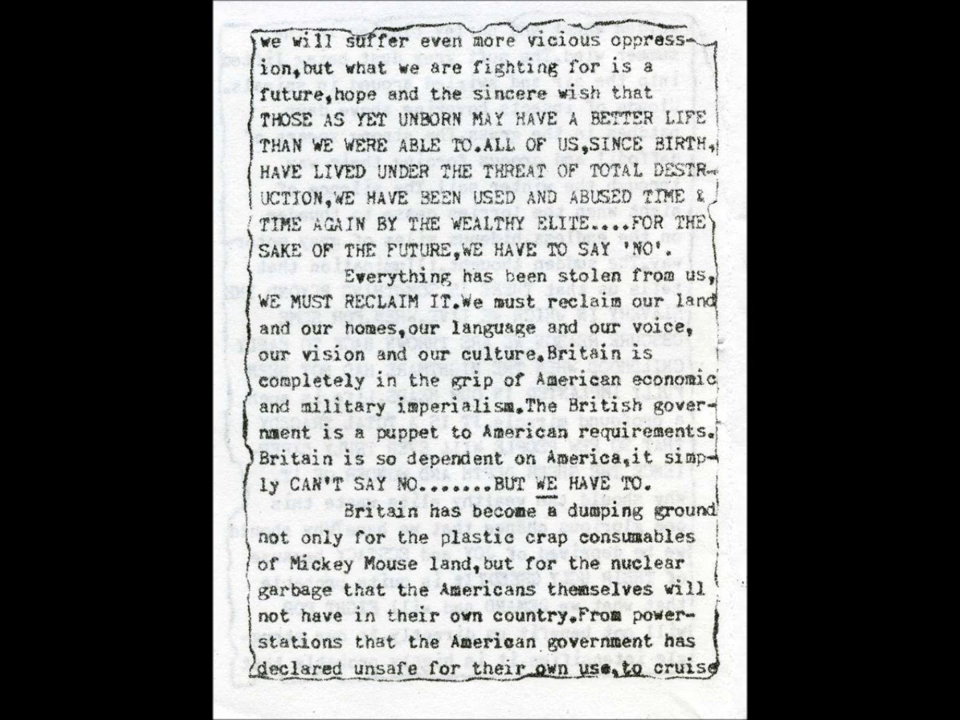 we will suffer even more vicious oppress-
ion,but what we are fighting for is a
future,hope and the sincere wish that
THOSE AS YET UNBORN MAY HAVE A BETTER LIFE
THAN WE WERE ABLE TO.ALL OF US,SINCE BIRTH,
HAVE LIVED UNDER THE THREAT OF TOTAL DESTR-
UCTION,WE HAVE BEEN USED AND ABUSED TIME &
TIME AGAIN BY THE WEALTHY ELITE....FOR THE
SAKE OF THE FUTURE,WE HAVE TO SAY 'NO'.
Everything has been stolen from us,
WE MUST RECLAIM IT.We must reclaim our land
and our homes,our language and our voice,
our vision and our culture.Britain is
completely in the grip of American economic
and military imperialism.The British gover-
nment is a puppet to American requirements.
Britain is so dependent on America,it simp-
ly CAN'T SAY NO.......BUT WE HAVE TO.
Britain has become a dumping ground
not only for the plastic crap consumables
of Mickey Mouse land,but for the nuclear
garbage that the Americans themselves will
not have in their own country.From power-
stations that the American government has
declared unsafe for their own use,to cruise